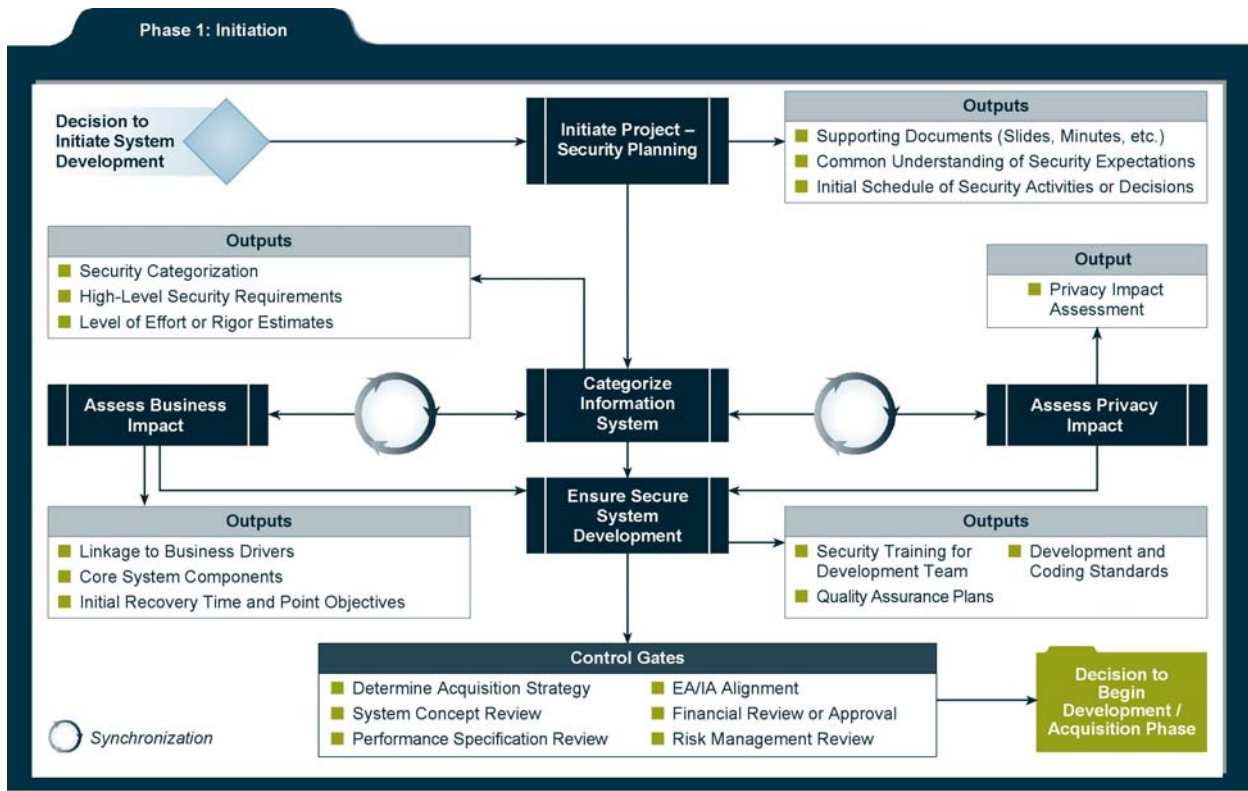 Phase 1: Initiation
Decision to
Initiate System
Development
Initiate Project –
Security Planning
Outputs
Supporting Documents (Slides, Minutes, etc.)
Common Understanding of Security Expectations
Initial Schedule of Security Activities or Decisions
Outputs
Security Categorization
High-Level Security Requirements
Level of Effort or Rigor Estimates
Output
Privacy Impact
Assessment
Assess Business
Impact
Categorize
Information
System
Assess Privacy
Impact
Ensure Secure
System
Development
Outputs
Linkage to Business Drivers
Core System Components
Initial Recovery Time and Point Objectives
Outputs
Security Training for
Development Team
Quality Assurance Plans
Development and
Coding Standards
Control Gates
Determine Acquisition Strategy
System Concept Review
Performance Specification Review
EA/IA Alignment
Financial Review or Approval
Risk Management Review
Decision to
Begin
Development /
Acquisition Phase
Synchronization